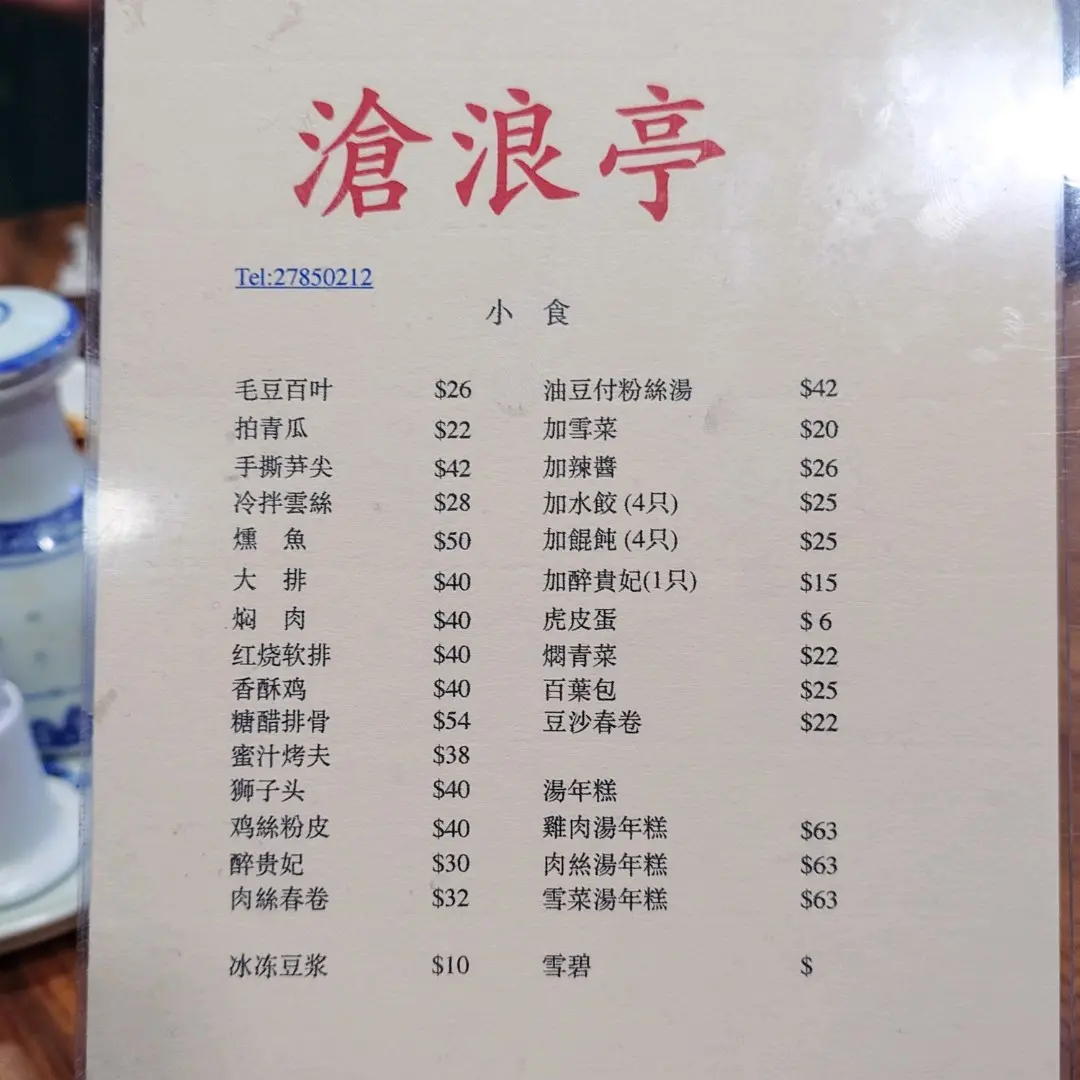 滄浪亭
Tel:27850212
小 食
毛豆百叶 $26 油豆付粉絲湯 $42
拍青瓜 $22 加雪菜 $20
手撕笋尖 $42 加辣醬 $26
冷拌雲絲 $28 加水餃 (4只) $25
燻 魚 $50 加餛飩 (4只) $25
大 排 $40 加醉貴妃(1只) $15
焖 肉 $40 虎皮蛋 $ 6
红烧软排 $40 燜青菜 $22
香酥鸡 $40 百葉包 $25
糖醋排骨 $54 豆沙春卷 $22
蜜汁烤夫 $38
狮子头 $40 湯年糕
鸡絲粉皮 $40 雞肉湯年糕 $63
醉贵妃 $30 肉絲湯年糕 $63
肉絲春卷 $32 雪菜湯年糕 $63
冰冻豆浆 $10 雪碧 $